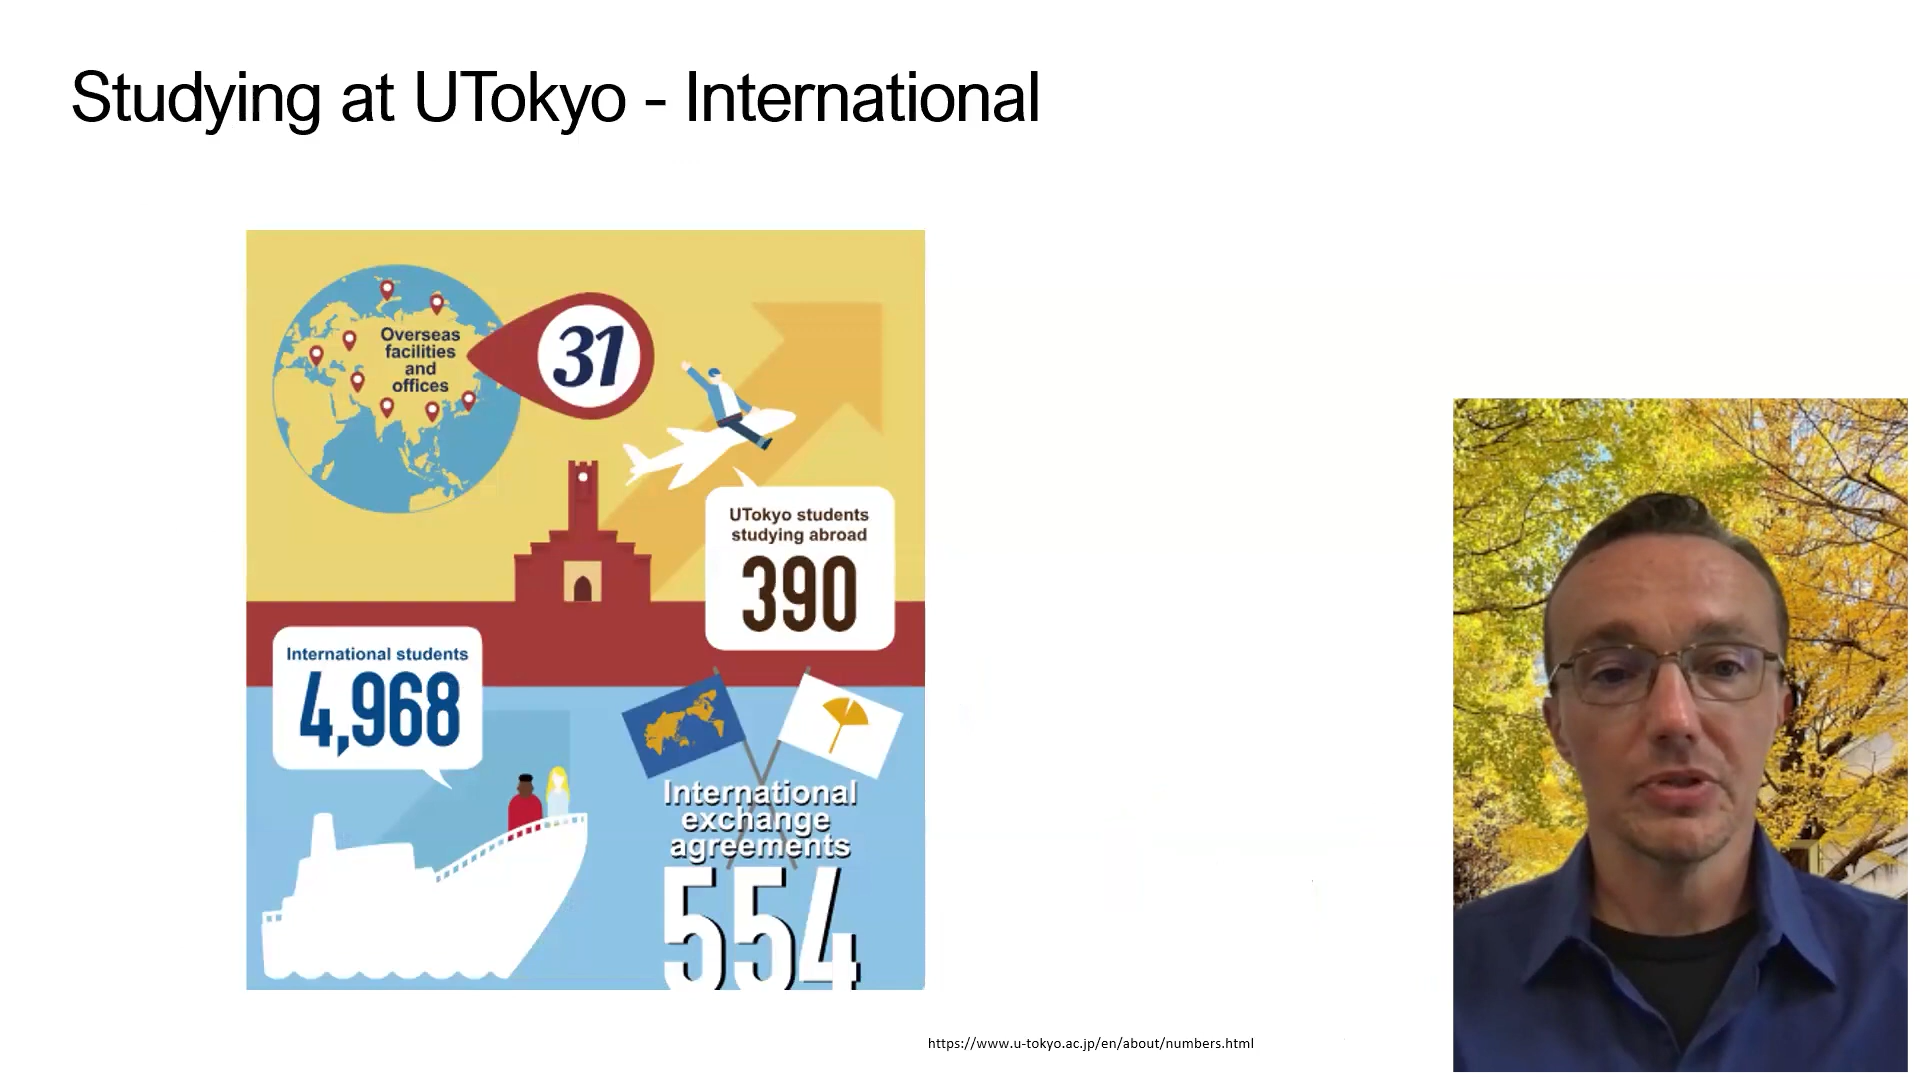 Studying at UTokyo - International
Overseas
facilities
and
offices
31
UTokyo students
studying abroad
390
International students
4,968
International
exchange
agreements
554
https://www.u-tokyo.ac.jp/en/about/numbers.html